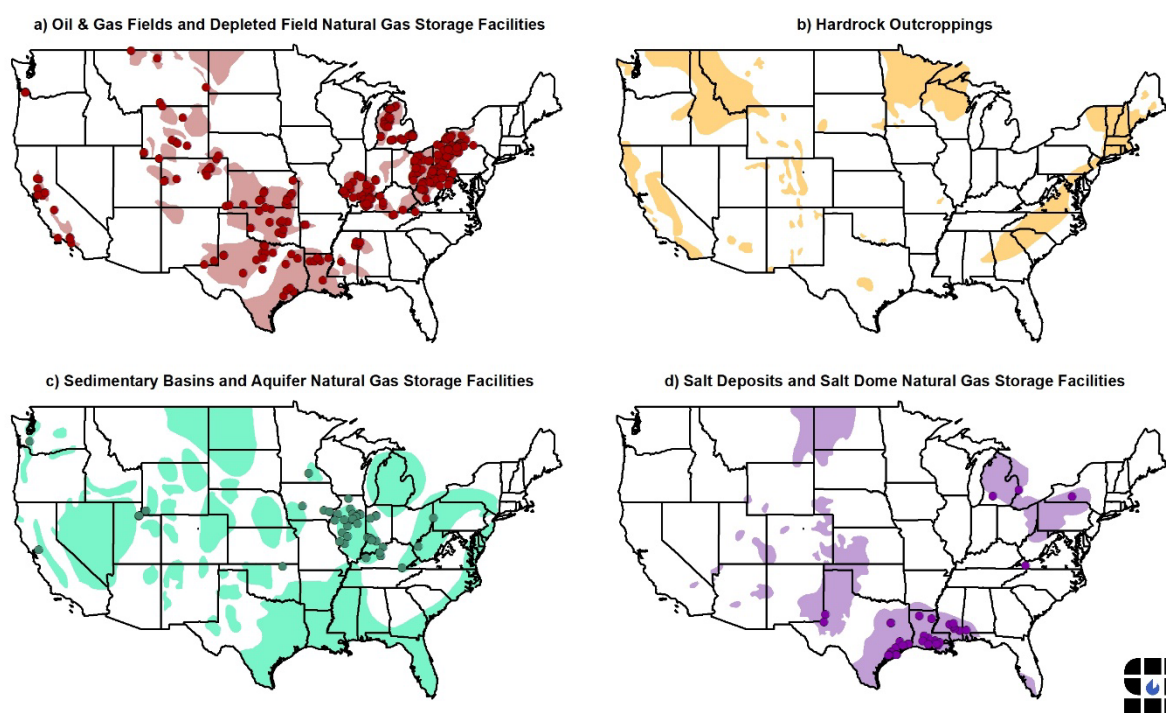 a) Oil & Gas Fields and Depleted Field Natural Gas Storage Facilities
b) Hardrock Outcroppings
c) Sedimentary Basins and Aquifer Natural Gas Storage Facilities
d) Salt Deposits and Salt Dome Natural Gas Storage Facilities